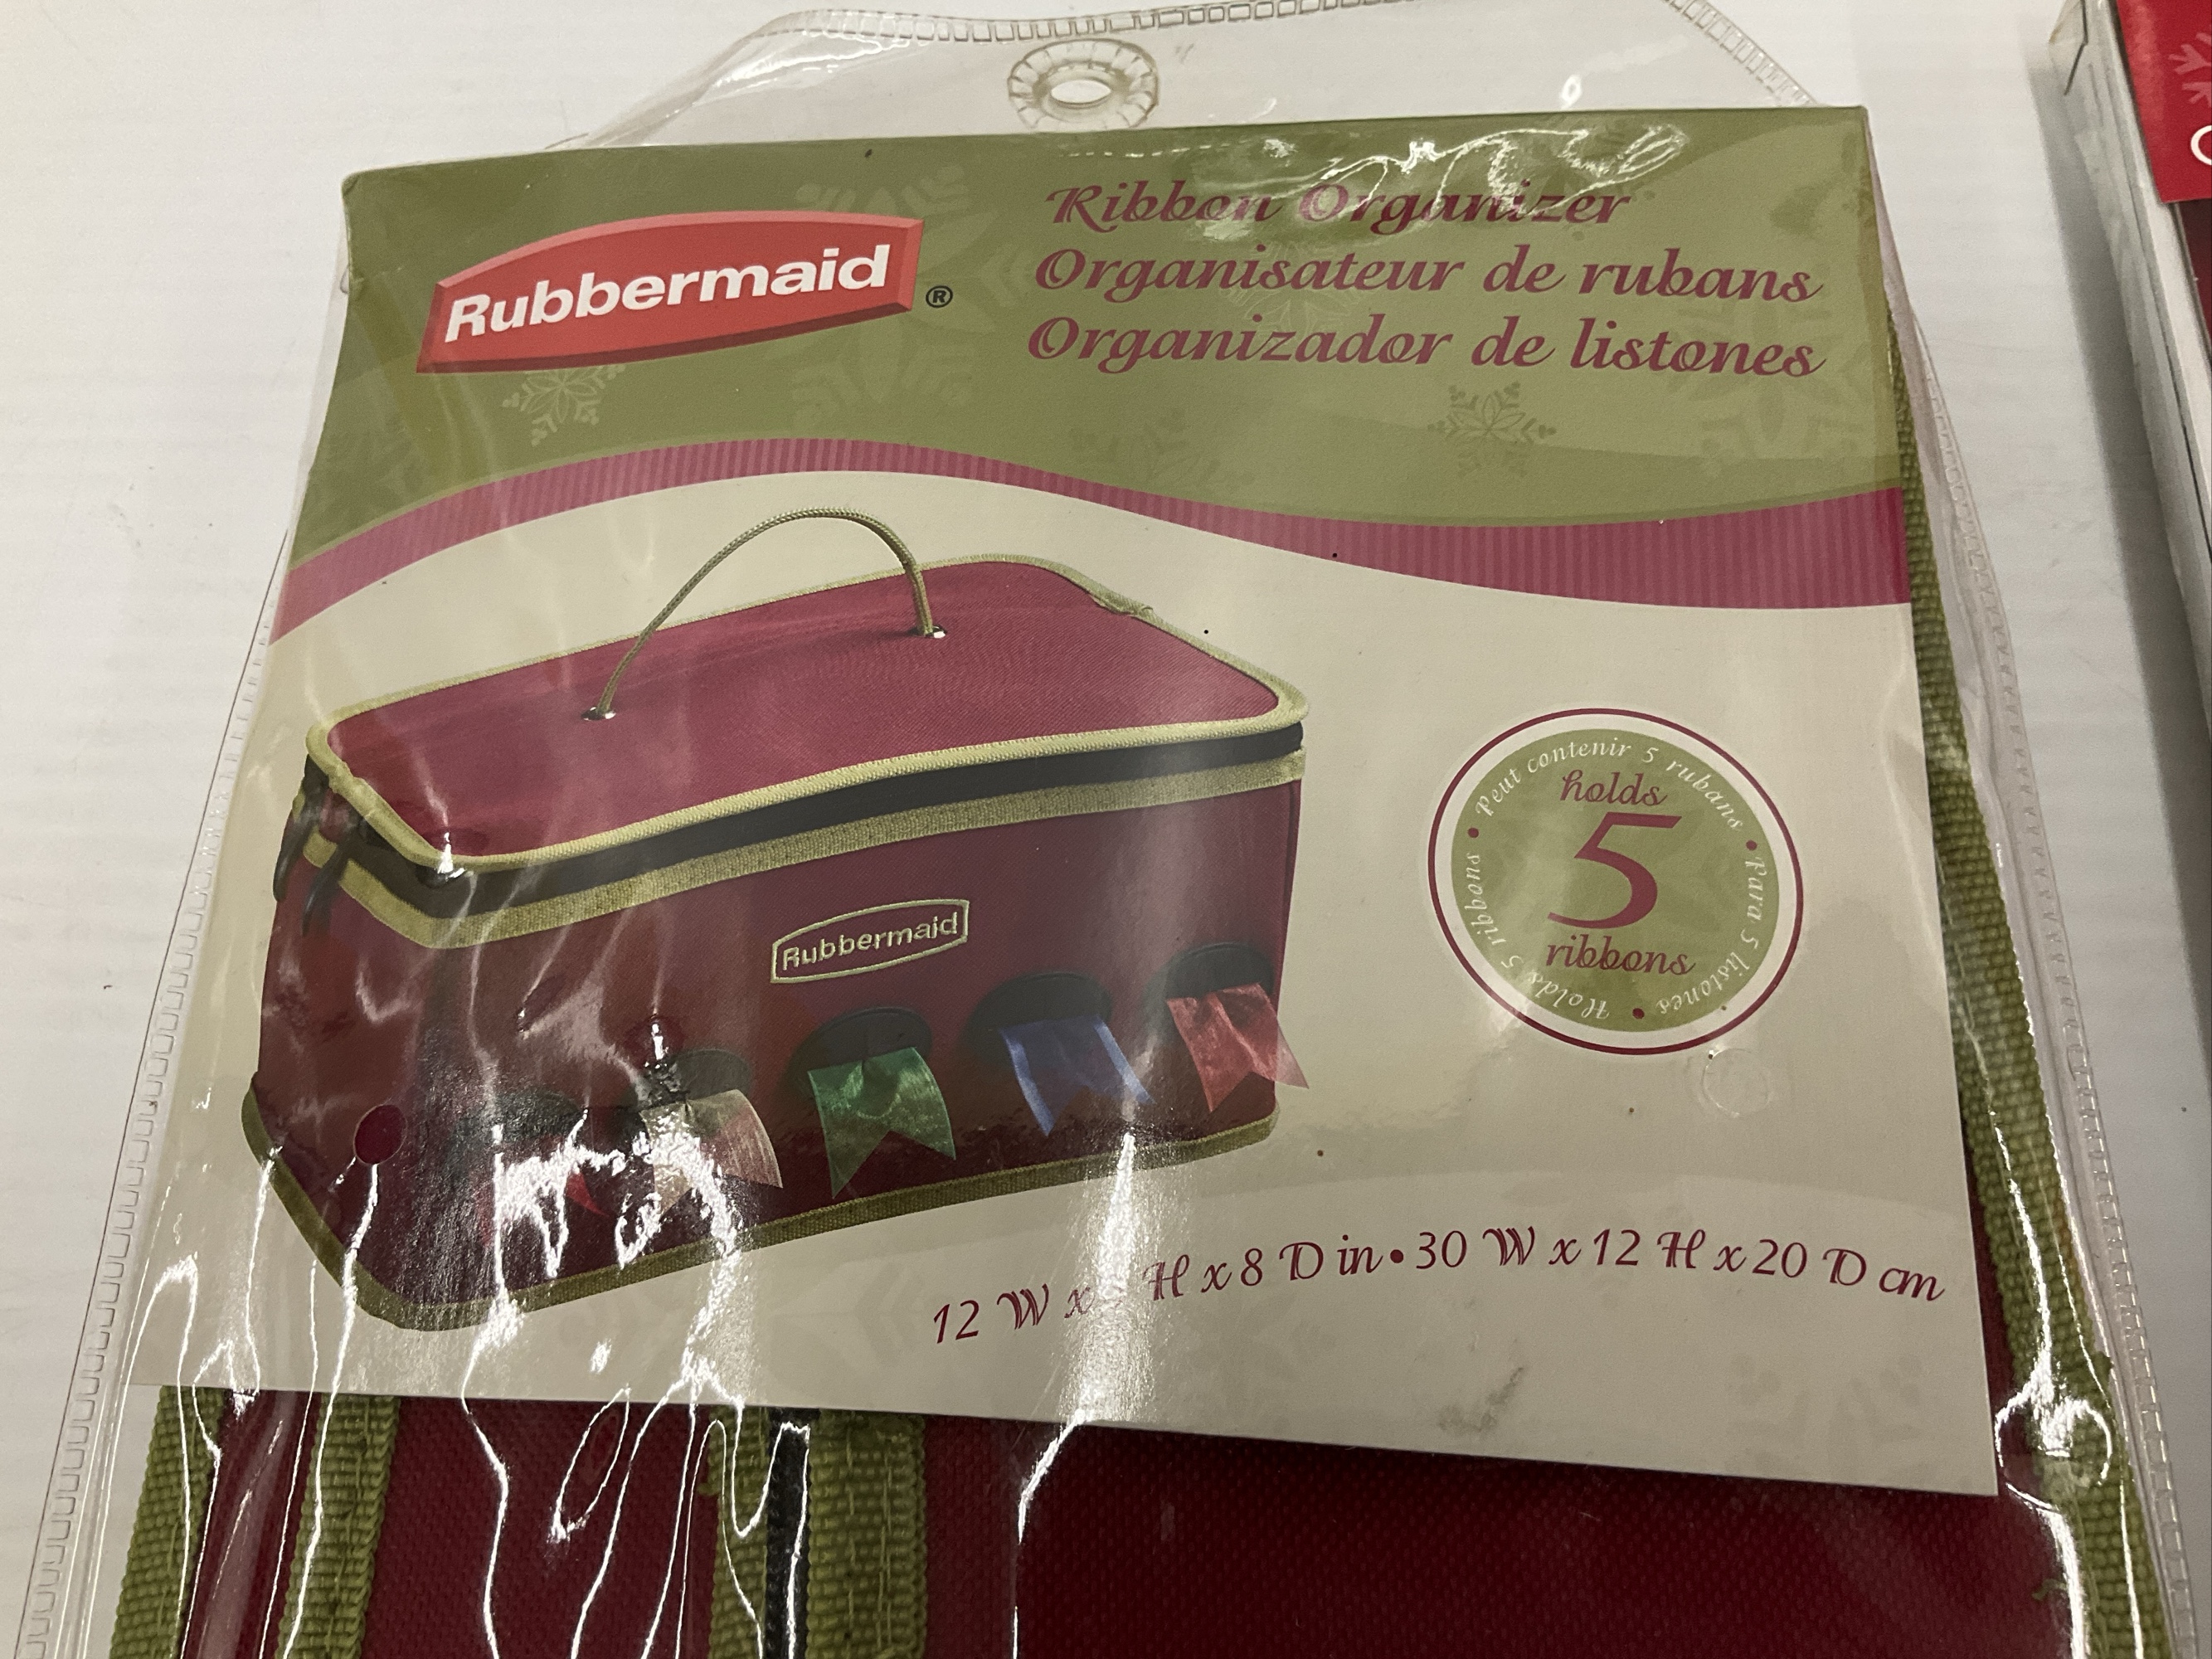 Rubbermaid®
Ribbon Organizer
Organisateur de rubans
Organizador de listones
Rubbermaid
Peut contenir 5 rubans • Para 5 listones • Holds 5 ribbons •
holds
5
ribbons
12 W x H x 8 D in • 30 W x 12 H x 20 D cm